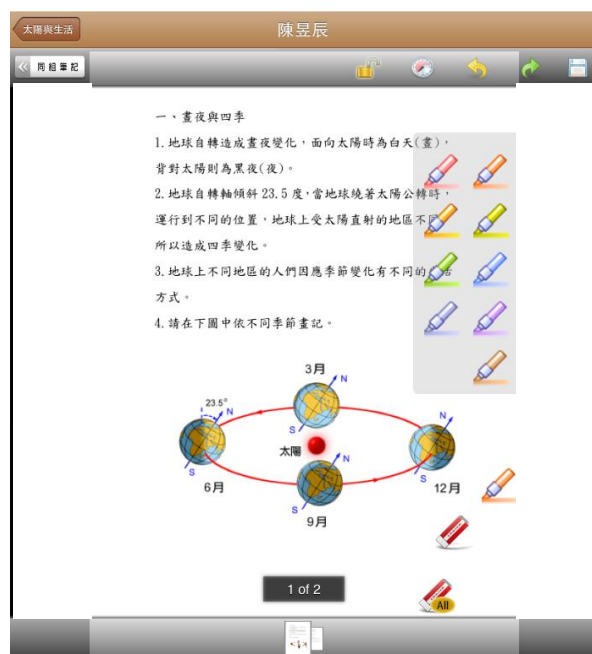 太陽與生活
陳昱辰
同組筆記
一、晝夜與四季
1.地球自轉造成晝夜變化，面向太陽時為白天(晝)，
背對太陽則為黑夜(夜)。
2.地球自轉軸傾斜 23.5 度，當地球繞著太陽公轉時，
運行到不同的位置，地球上受太陽直射的地區不同
所以造成四季變化。
3.地球上不同地區的人們因應季節變化有不同的 活
方式。
4.請在下圖中依不同季節畫記。
3月
N
23.5°
N
N
S
太陽
N
S
S
6月
12月
S
9月
1 of 2
All